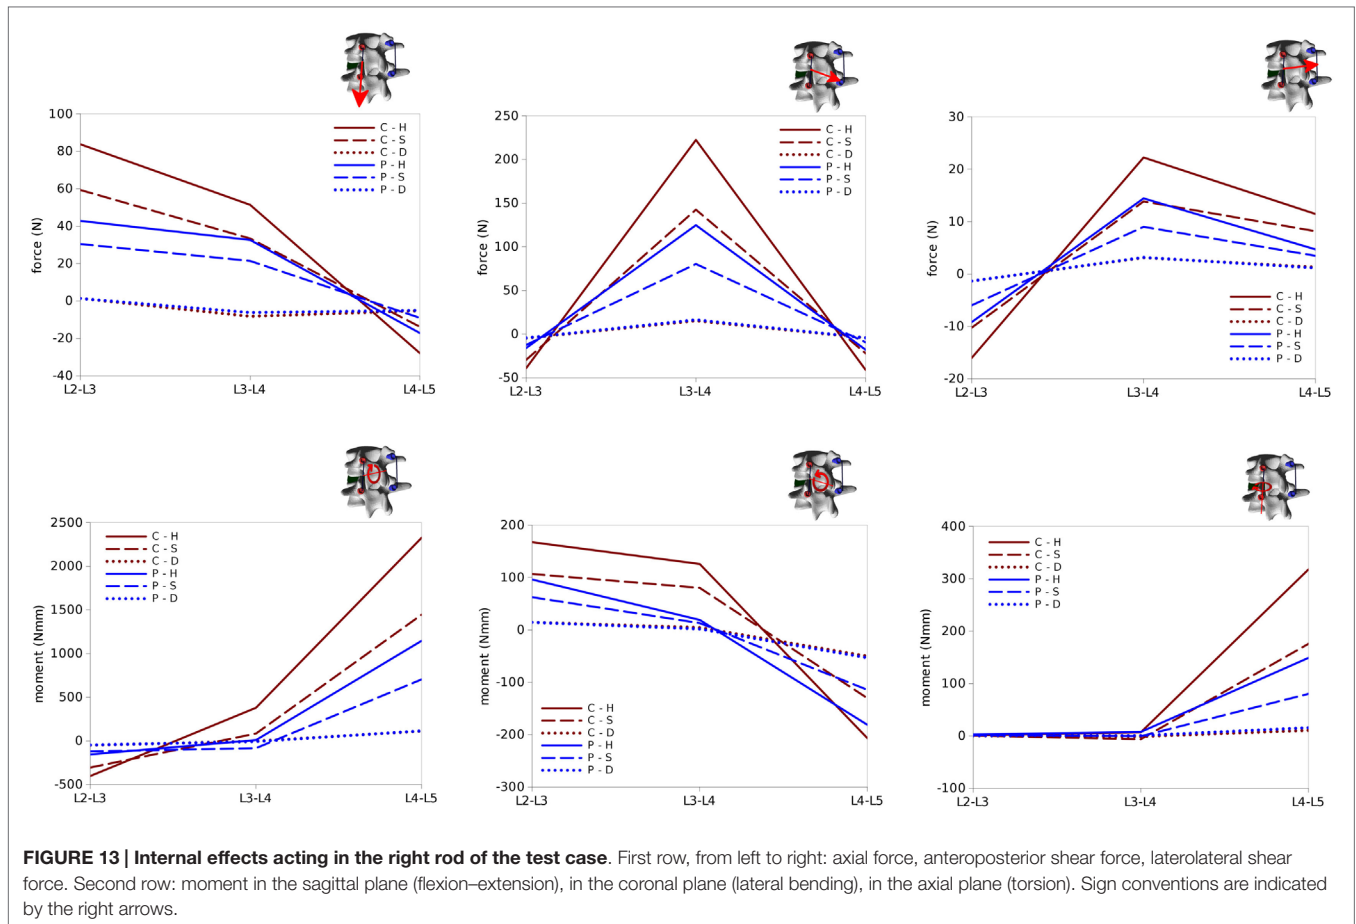 100
80
60
40
20
0
-20
-40
force (N)
C - H
C - S
C - D
P - H
P - S
P - D
L2-L3
L3-L4
L4-L5
250
200
150
100
50
0
-50
force (N)
C - H
C - S
C - D
P - H
P - S
P - D
L2-L3
L3-L4
L4-L5
30
20
10
0
-10
-20
force (N)
C - H
C - S
C - D
P - H
P - S
P - D
L2-L3
L3-L4
L4-L5
2500
2000
1500
1000
500
0
-500
moment (Nmm)
C - H
C - S
C - D
P - H
P - S
P - D
L2-L3
L3-L4
L4-L5
200
100
0
-100
-200
-300
moment (Nmm)
C - H
C - S
C - D
P - H
P - S
P - D
L2-L3
L3-L4
L4-L5
400
300
200
100
0
-100
moment (Nmm)
C - H
C - S
C - D
P - H
P - S
P - D
L2-L3
L3-L4
L4-L5
FIGURE 13 | Internal effects acting in the right rod of the test case. First row, from left to right: axial force, anteroposterior shear force, laterolateral shear
force. Second row: moment in the sagittal plane (flexion–extension), in the coronal plane (lateral bending), in the axial plane (torsion). Sign conventions are indicated
by the right arrows.